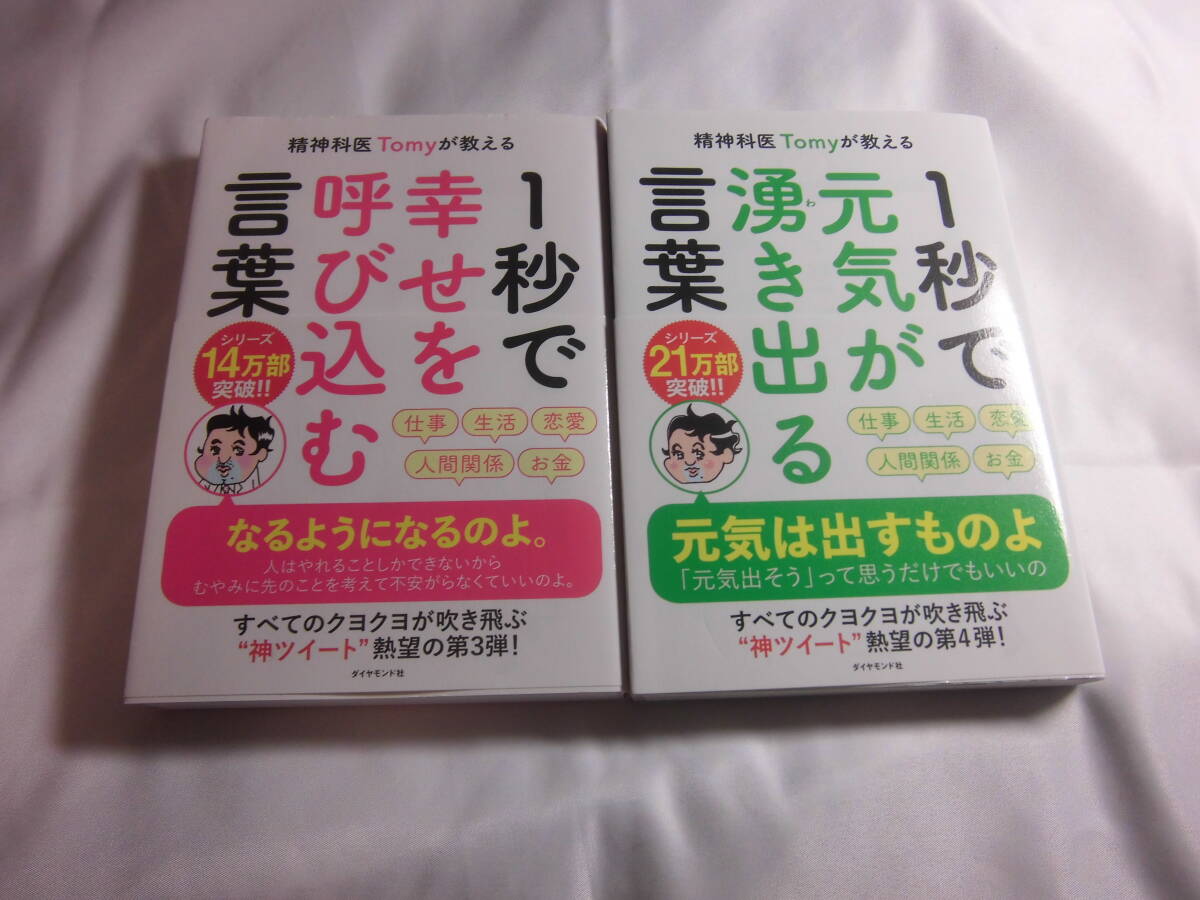 精神科医Tomyが教える
1秒で
幸せを
呼び込む
言葉
シリーズ
14万部
突破!!
仕事 生活 恋愛
人間関係 お金
なるようになるのよ。
人はやれることしかできないから
むやみに先のことを考えて不安がらなくていいのよ。
すべてのクヨクヨが吹き飛ぶ
“神ツイート”熱望の第3弾！
ダイヤモンド社
精神科医Tomyが教える
1秒で
元気が
湧き出る
わ
言葉
シリーズ
21万部
突破!!
仕事 生活 恋愛
人間関係 お金
元気は出すものよ
「元気出そう」って思うだけでもいいの
すべてのクヨクヨが吹き飛ぶ
“神ツイート”熱望の第4弾！
ダイヤモンド社